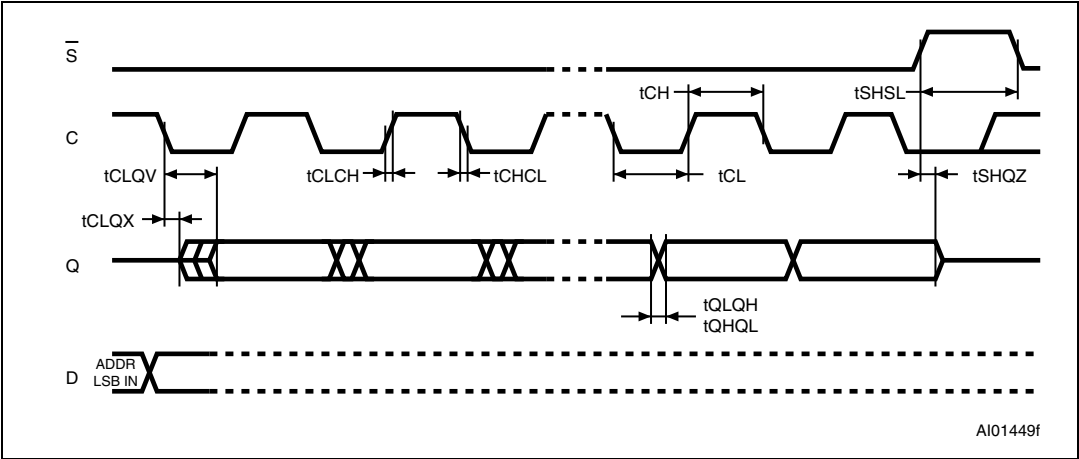 S
tCH
tSHSL
C
tCLQV
tCLCH
tCHCL
tCL
tSHQZ
tCLQX
Q
tQLQH
tQHQL
D
ADDR
LSB IN
AI01449f